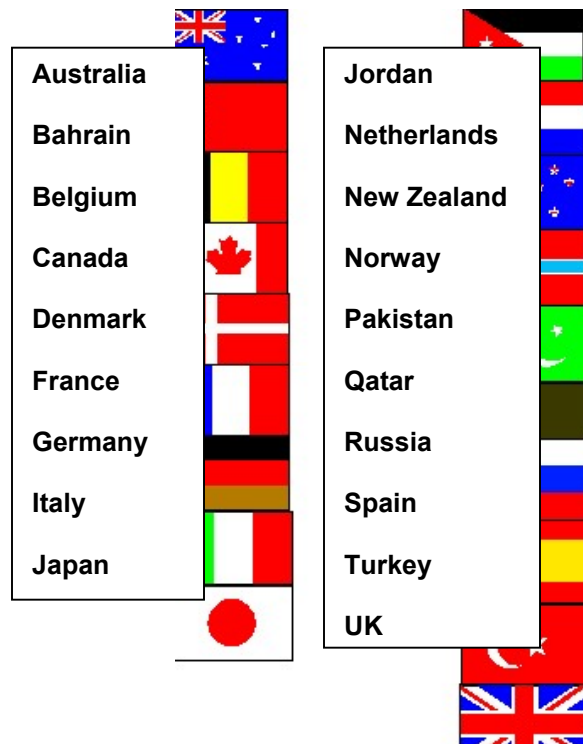 Australia
Bahrain
Belgium
Canada
Denmark
France
Germany
Italy
Japan
Jordan
Netherlands
New Zealand
Norway
Pakistan
Qatar
Russia
Spain
Turkey
UK